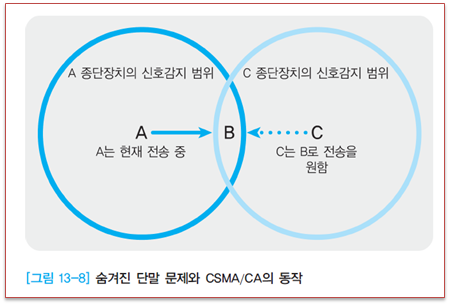 A 종단장치의 신호감지 범위
C 종단장치의 신호감지 범위
A
B
C
A는 현재 전송 중
C는 B로 전송을
원함
[그림 13-8] 숨겨진 단말 문제와 CSMA/CA의 동작